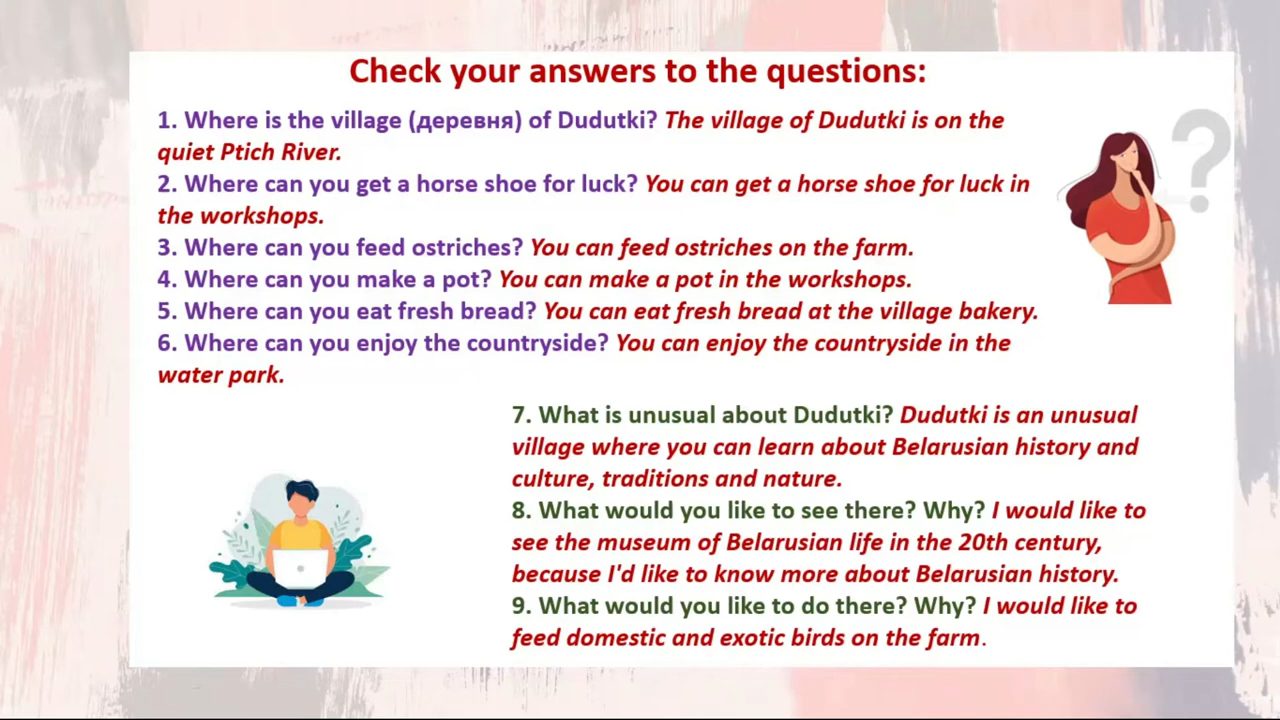 Check your answers to the questions:
1. Where is the village (деревня) of Dudutki? The village of Dudutki is on the
quiet Ptich River.
2. Where can you get a horse shoe for luck? You can get a horse shoe for luck in
the workshops.
3. Where can you feed ostriches? You can feed ostriches on the farm.
4. Where can you make a pot? You can make a pot in the workshops.
5. Where can you eat fresh bread? You can eat fresh bread at the village bakery.
6. Where can you enjoy the countryside? You can enjoy the countryside in the
water park.
7. What is unusual about Dudutki? Dudutki is an unusual
village where you can learn about Belarusian history and
culture, traditions and nature.
8. What would you like to see there? Why? I would like to
see the museum of Belarusian life in the 20th century,
because I'd like to know more about Belarusian history.
9. What would you like to do there? Why? I would like to
feed domestic and exotic birds on the farm.
?